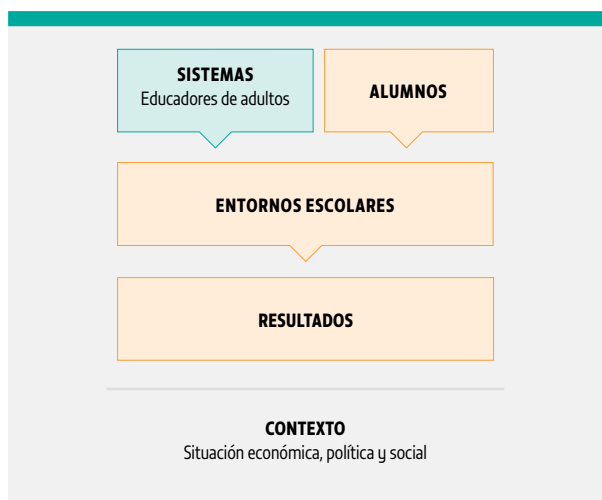 SISTEMAS
Educadores de adultos
ALUMNOS
ENTORNOS ESCOLARES
RESULTADOS
CONTEXTO
Situación económica, política y social